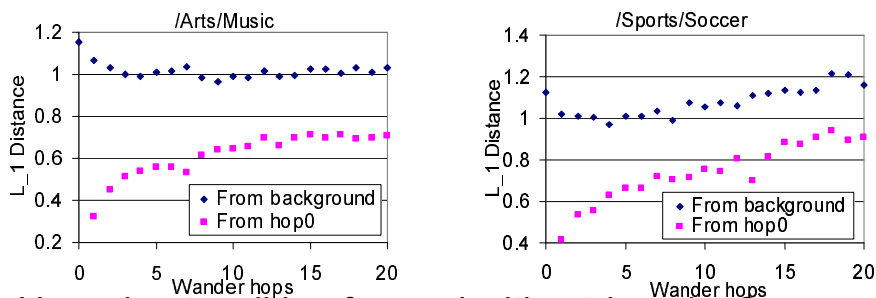 /Arts/Music
1.2
1
0.8
0.6
0.4
0.2
L_1 Distance
From background
From hop0
0 5 10 15 20
Wander hops
/Sports/Soccer
1.4
1.2
1
0.8
0.6
0.4
L_1 Distance
From background
From hop0
0 5 10 15 20
Wander hops